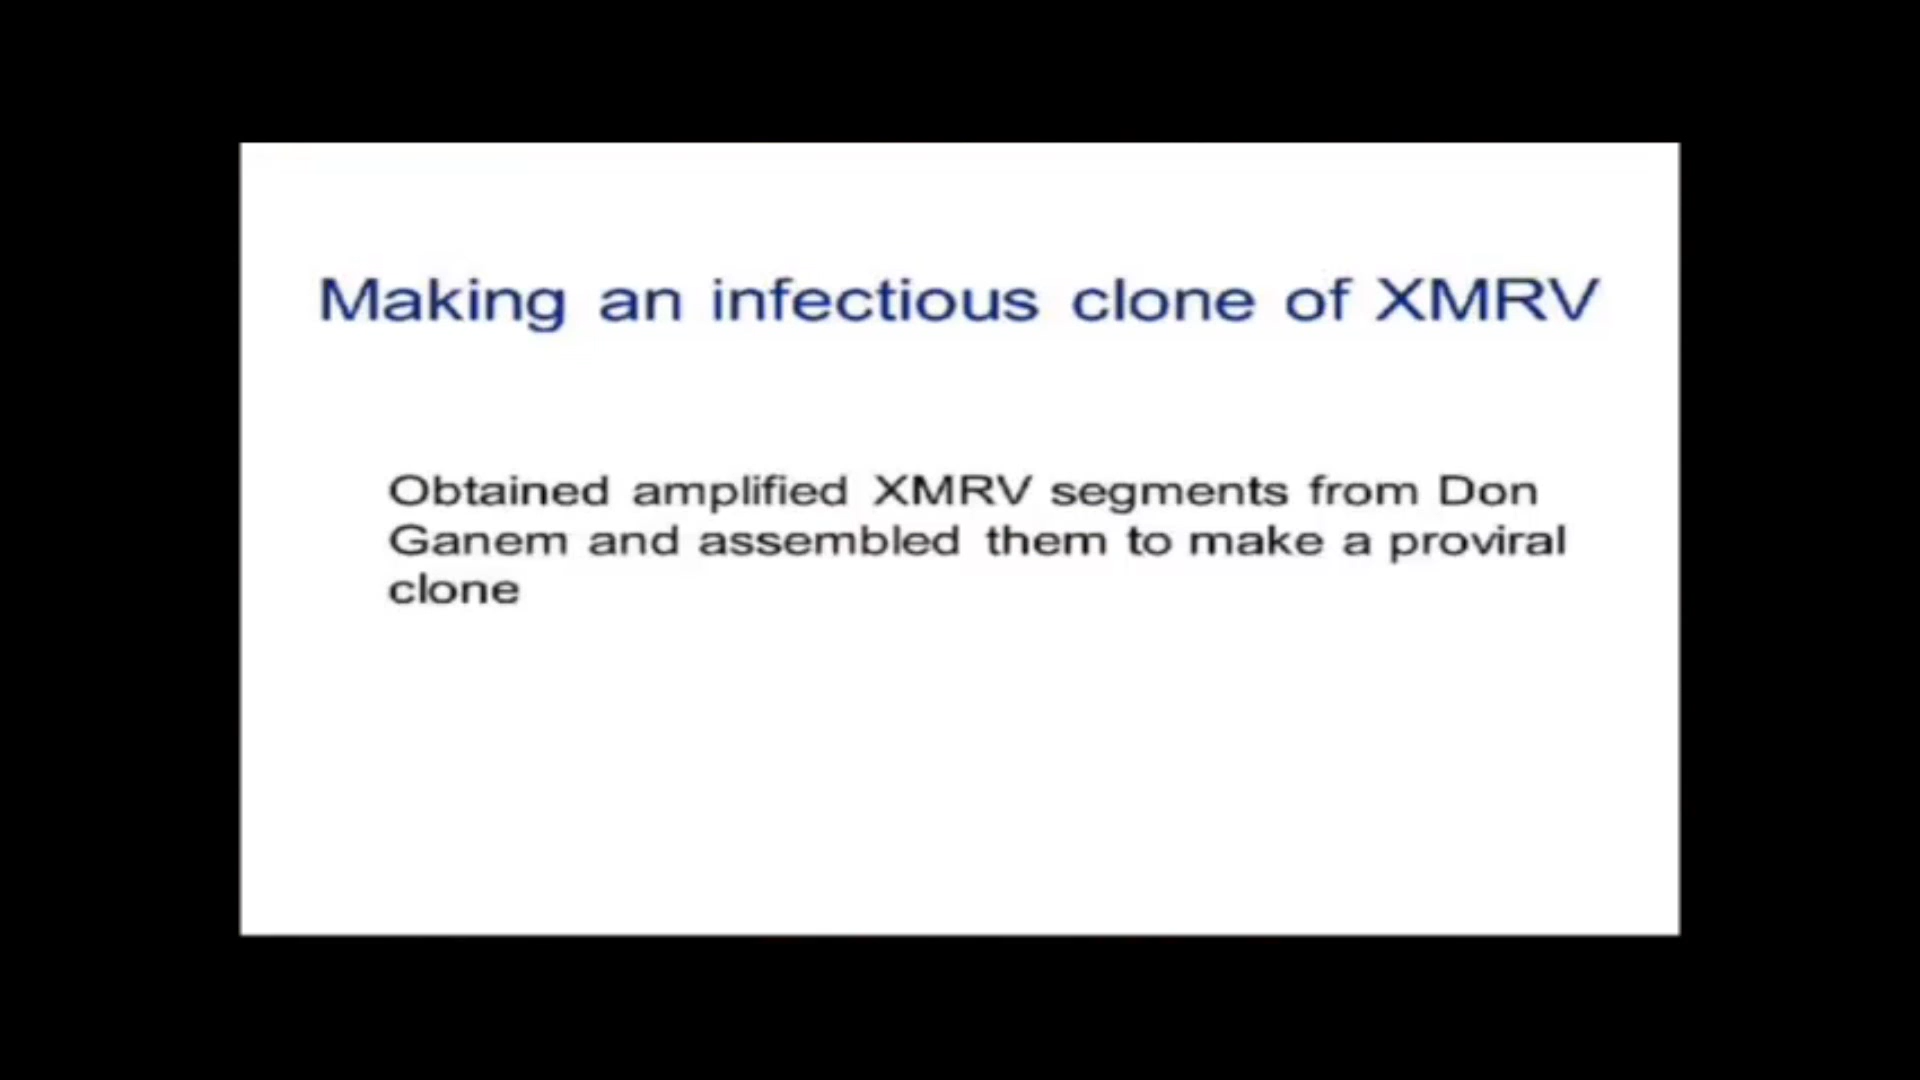 Making an infectious clone of XMRV
Obtained amplified XMRV segments from Don
Ganem and assembled them to make a proviral
clone